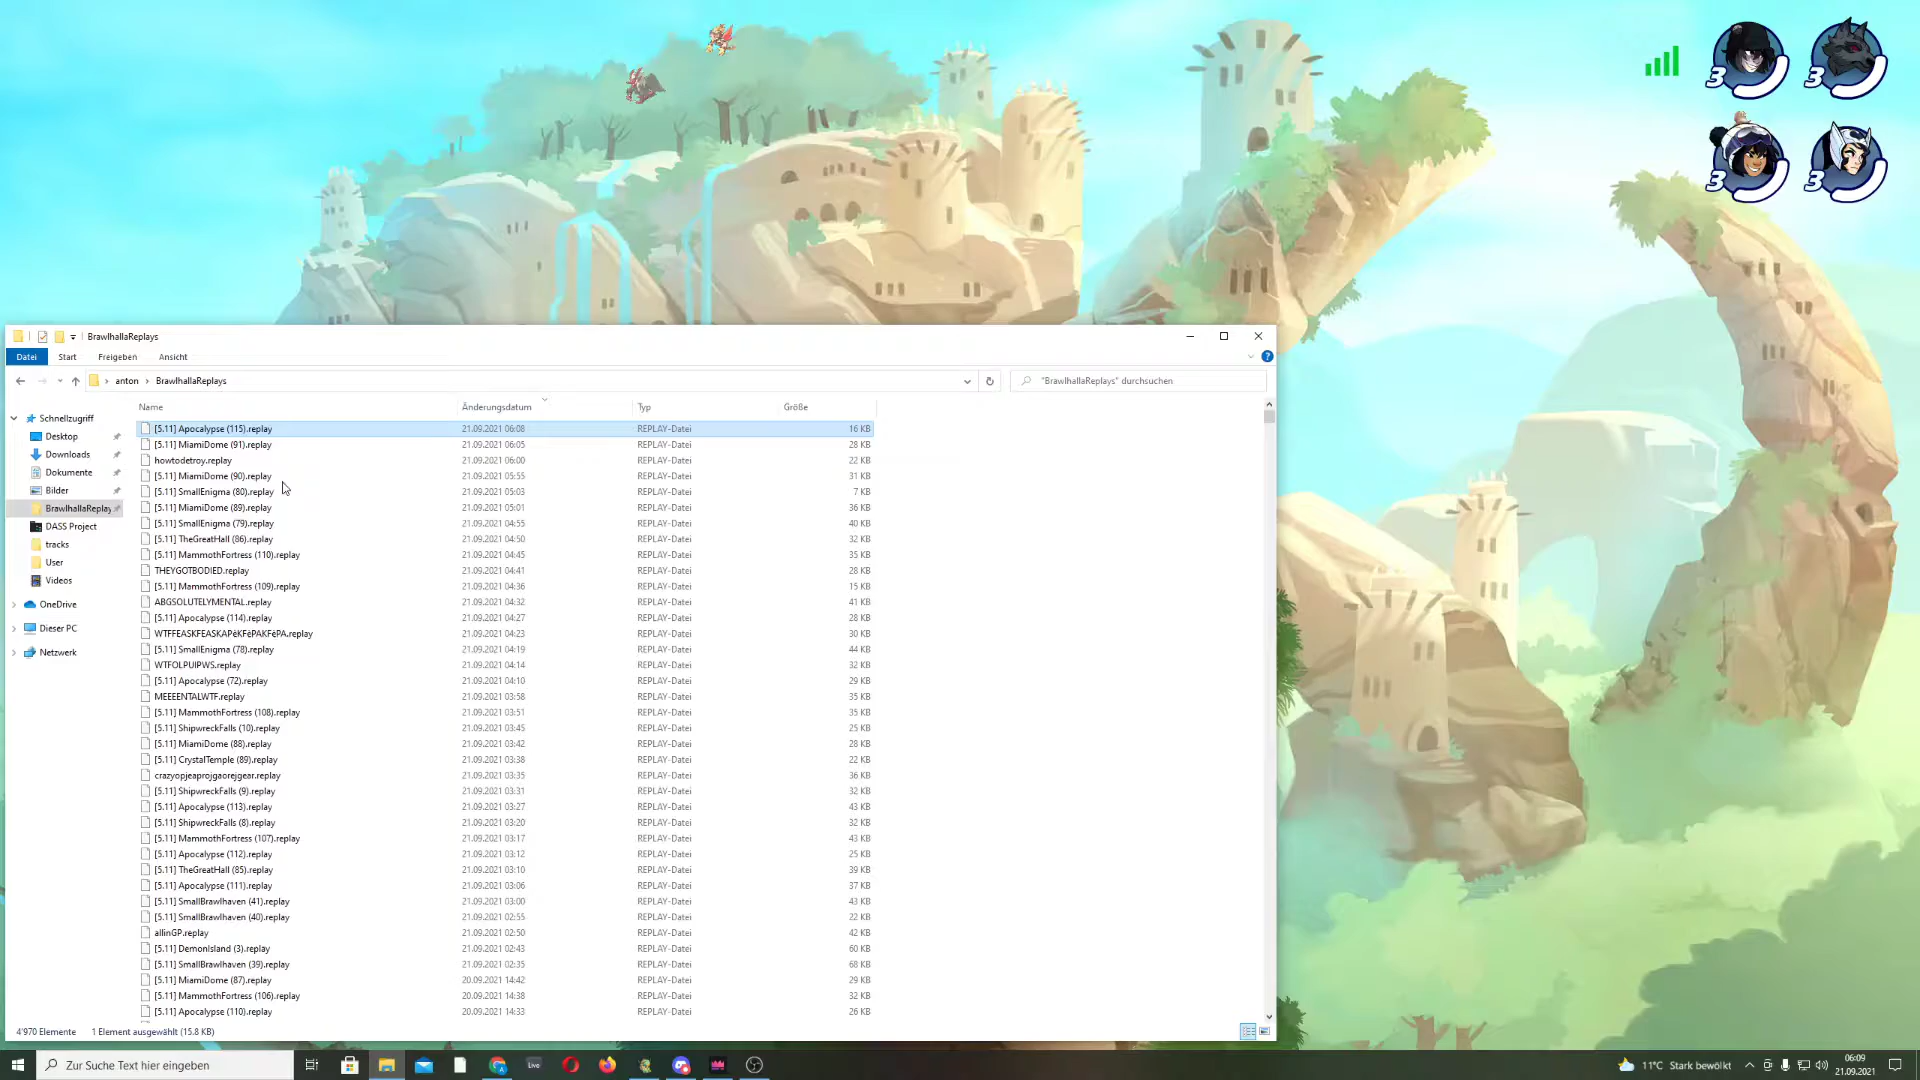 3
3
3
3
BrawlhallaReplays
Datei Start Freigeben Ansicht
anton BrawlhallaReplays "BrawlhallaReplays" durchsuchen
Name Änderungsdatum Typ Größe
Schnellzugriff
Desktop
Downloads
Dokumente
Bilder
BrawlhallaReplay
DASS Project
tracks
User
Videos
OneDrive
Dieser PC
Netzwerk
[5.11] Apocalypse (115).replay 21.09.2021 06:08 REPLAY-Datei 16 KB
[5.11] MiamiDome (91).replay 21.09.2021 06:05 REPLAY-Datei 28 KB
howtodetroy.replay 21.09.2021 06:00 REPLAY-Datei 22 KB
[5.11] MiamiDome (90).replay 21.09.2021 05:55 REPLAY-Datei 31 KB
[5.11] SmallEnigma (80).replay 21.09.2021 05:03 REPLAY-Datei 7 KB
[5.11] MiamiDome (89).replay 21.09.2021 05:01 REPLAY-Datei 36 KB
[5.11] SmallEnigma (79).replay 21.09.2021 04:55 REPLAY-Datei 40 KB
[5.11] TheGreatHall (86).replay 21.09.2021 04:50 REPLAY-Datei 32 KB
[5.11] MammothFortress (110).replay 21.09.2021 04:45 REPLAY-Datei 35 KB
THEYGOTBODIED.replay 21.09.2021 04:41 REPLAY-Datei 28 KB
[5.11] MammothFortress (109).replay 21.09.2021 04:36 REPLAY-Datei 15 KB
ABGSOLUTELYMENTAL.replay 21.09.2021 04:32 REPLAY-Datei 41 KB
[5.11] Apocalypse (114).replay 21.09.2021 04:27 REPLAY-Datei 28 KB
21.09.2021 04:23 REPLAY-Datei 30 KB
[5.11] SmallEnigma (78).replay 21.09.2021 04:19 REPLAY-Datei 44 KB
WTFOLPUIPWS.replay 21.09.2021 04:14 REPLAY-Datei 32 KB
[5.11] Apocalypse (72).replay 21.09.2021 04:10 REPLAY-Datei 29 KB
MEEEENTALWTF.replay 21.09.2021 03:58 REPLAY-Datei 35 KB
[5.11] MammothFortress (108).replay 21.09.2021 03:51 REPLAY-Datei 35 KB
[5.11] ShipwreckFalls (10).replay 21.09.2021 03:45 REPLAY-Datei 25 KB
[5.11] MiamiDome (88).replay 21.09.2021 03:42 REPLAY-Datei 28 KB
[5.11] CrystalTemple (89).replay 21.09.2021 03:38 REPLAY-Datei 22 KB
crazyopjeaprojgaorejgear.replay 21.09.2021 03:35 REPLAY-Datei 36 KB
[5.11] ShipwreckFalls (9).replay 21.09.2021 03:31 REPLAY-Datei 32 KB
[5.11] Apocalypse (113).replay 21.09.2021 03:27 REPLAY-Datei 43 KB
[5.11] ShipwreckFalls (8).replay 21.09.2021 03:20 REPLAY-Datei 32 KB
[5.11] MammothFortress (107).replay 21.09.2021 03:17 REPLAY-Datei 43 KB
[5.11] Apocalypse (112).replay 21.09.2021 03:12 REPLAY-Datei 25 KB
[5.11] TheGreatHall (85).replay 21.09.2021 03:10 REPLAY-Datei 39 KB
[5.11] Apocalypse (111).replay 21.09.2021 03:06 REPLAY-Datei 37 KB
[5.11] SmallBrawlhaven (41).replay 21.09.2021 03:00 REPLAY-Datei 43 KB
[5.11] SmallBrawlhaven (40).replay 21.09.2021 02:55 REPLAY-Datei 22 KB
allinGP.replay 21.09.2021 02:50 REPLAY-Datei 42 KB
[5.11] DemonIsland (3).replay 21.09.2021 02:43 REPLAY-Datei 60 KB
[5.11] SmallBrawlhaven (39).replay 21.09.2021 02:35 REPLAY-Datei 68 KB
[5.11] MiamiDome (87).replay 20.09.2021 14:42 REPLAY-Datei 29 KB
[5.11] MammothFortress (106).replay 20.09.2021 14:38 REPLAY-Datei 32 KB
[5.11] Apocalypse (110).replay 20.09.2021 14:33 REPLAY-Datei 26 KB
4'970 Elemente 1 Element ausgewählt (15.8 KB)
Zur Suche Text hier eingeben Live 11°C Stark bewölkt 06:09
21.09.2021